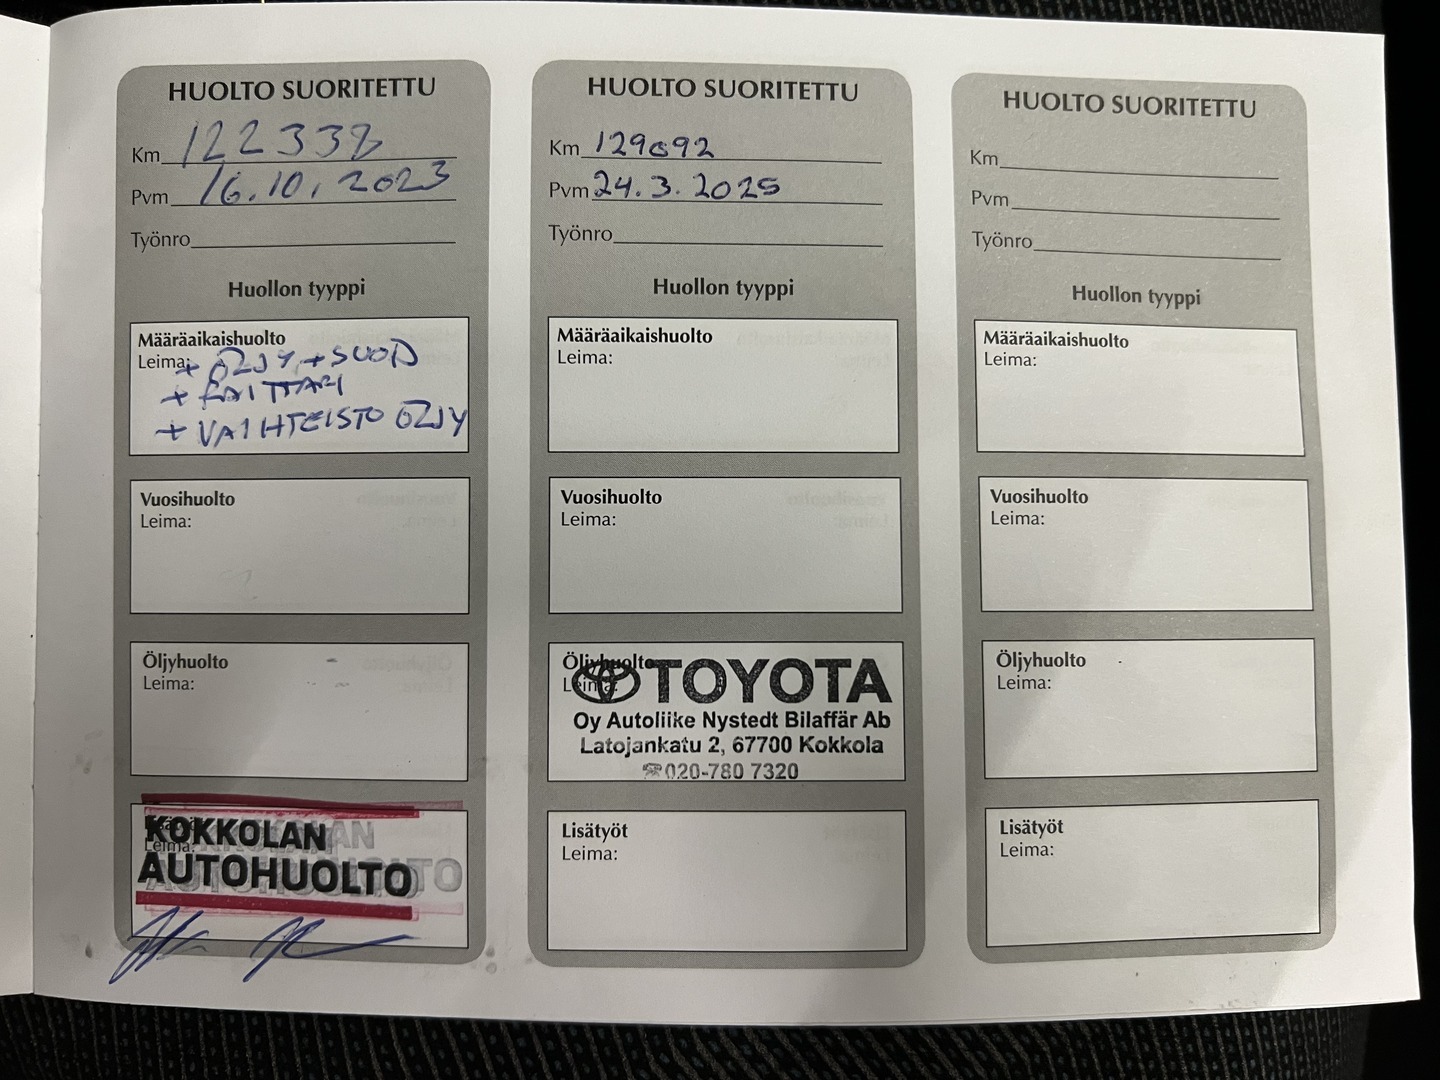 HUOLTO SUORITETTU
Km 122338
Pvm 16.10.2023
Työnro
Huollon tyyppi
Määräaikaishuolto
Leima:
+ ÖLJY + SUOD
+ RAITTARI
+ VAIHTEISTO ÖLJY
Vuosihuolto
Leima:
Öljyhuolto
Leima:
Leima:
KOKKOLAN
AUTOHUOLTO
HUOLTO SUORITETTU
Km 129092
Pvm 24.3.2025
Työnro
Huollon tyyppi
Määräaikaishuolto
Leima:
Vuosihuolto
Leima:
Öljyhuolto
Leima:
TOYOTA
Oy Autoliike Nystedt Bilaffär Ab
Latojankatu 2, 67700 Kokkola
☎020-780 7320
Lisätyöt
Leima:
HUOLTO SUORITETTU
Km
Pvm
Työnro
Huollon tyyppi
Määräaikaishuolto
Leima:
Vuosihuolto
Leima:
Öljyhuolto
Leima:
Lisätyöt
Leima: